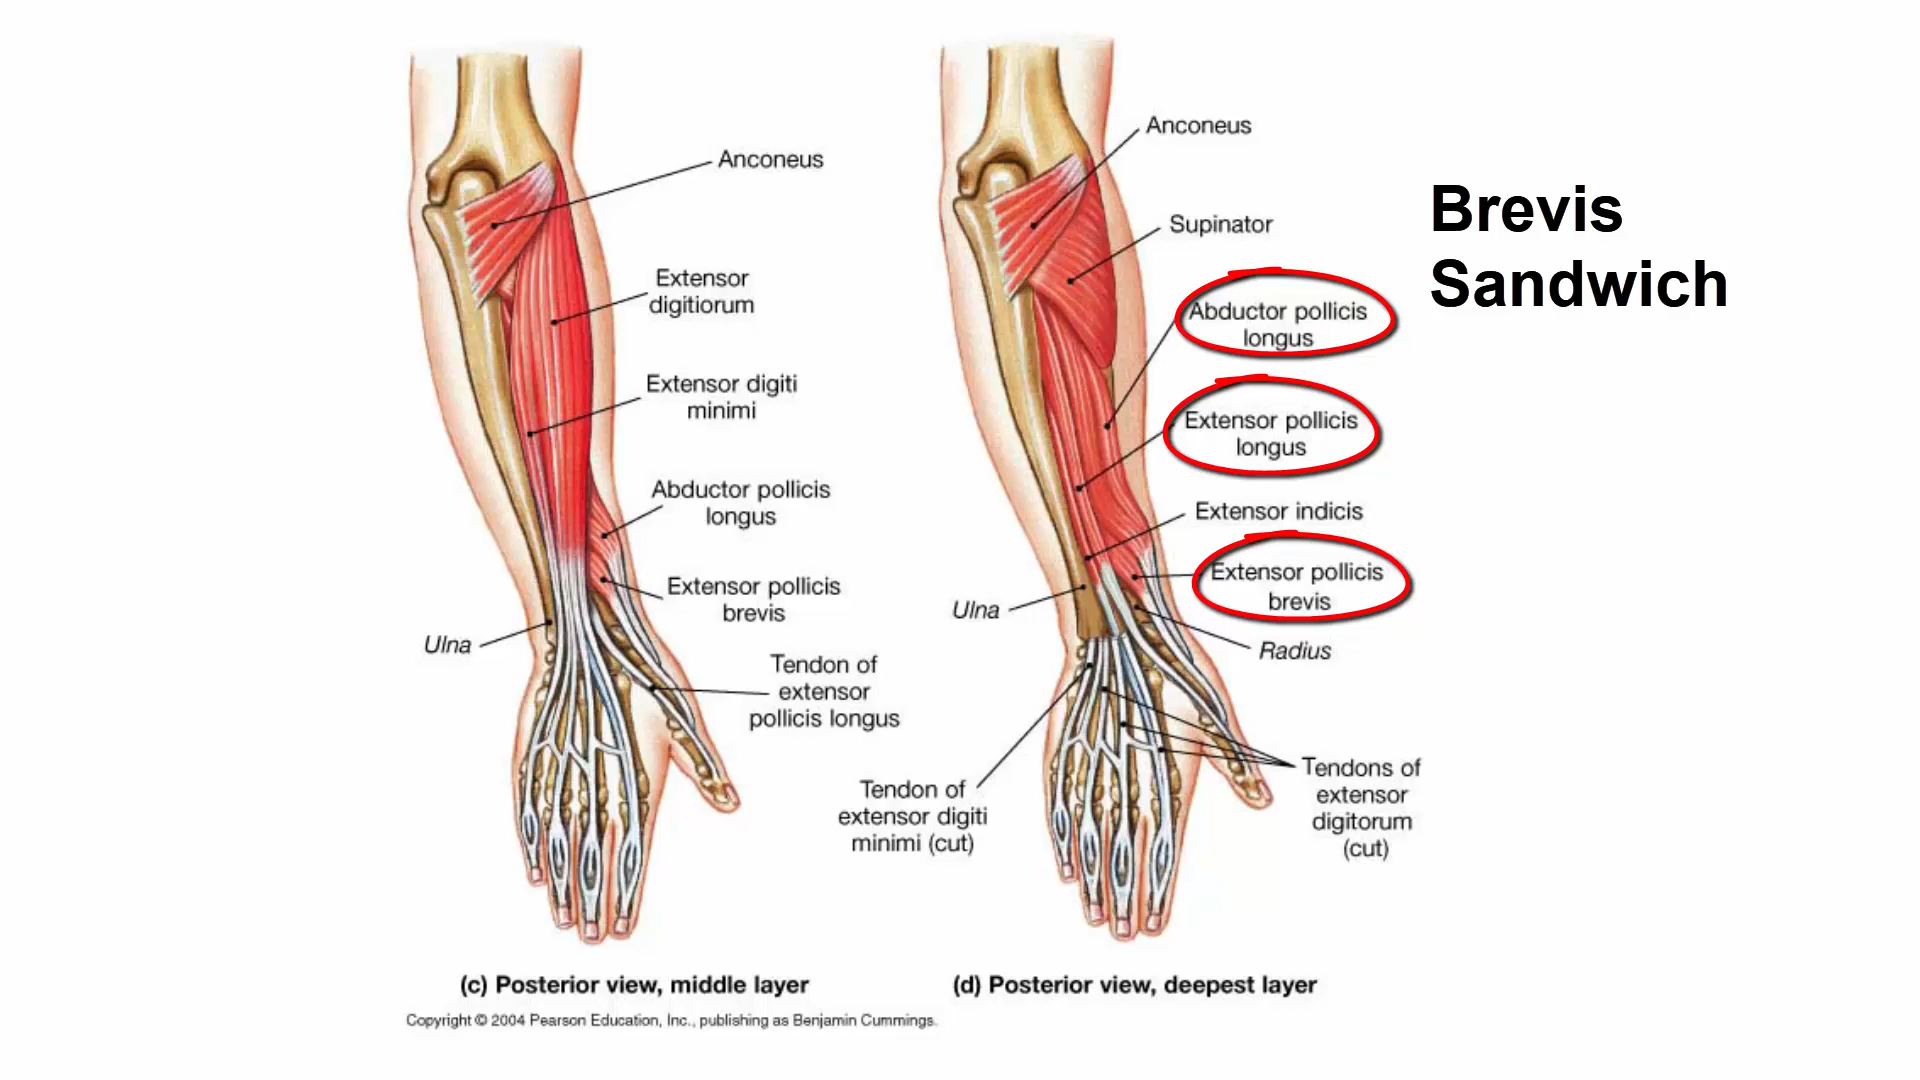 Anconeus
Extensor
digitiorum
Extensor digiti
minimi
Abductor pollicis
longus
Extensor pollicis
brevis
Ulna
Tendon of
extensor
pollicis longus
(c) Posterior view, middle layer
Anconeus
Supinator
Abductor pollicis
longus
Extensor pollicis
longus
Extensor indicis
Extensor pollicis
brevis
Ulna
Radius
Tendon of
extensor digiti
minimi (cut)
Tendons of
extensor
digitorum
(cut)
(d) Posterior view, deepest layer
Brevis
Sandwich
Copyright © 2004 Pearson Education, Inc., publishing as Benjamin Cummings.